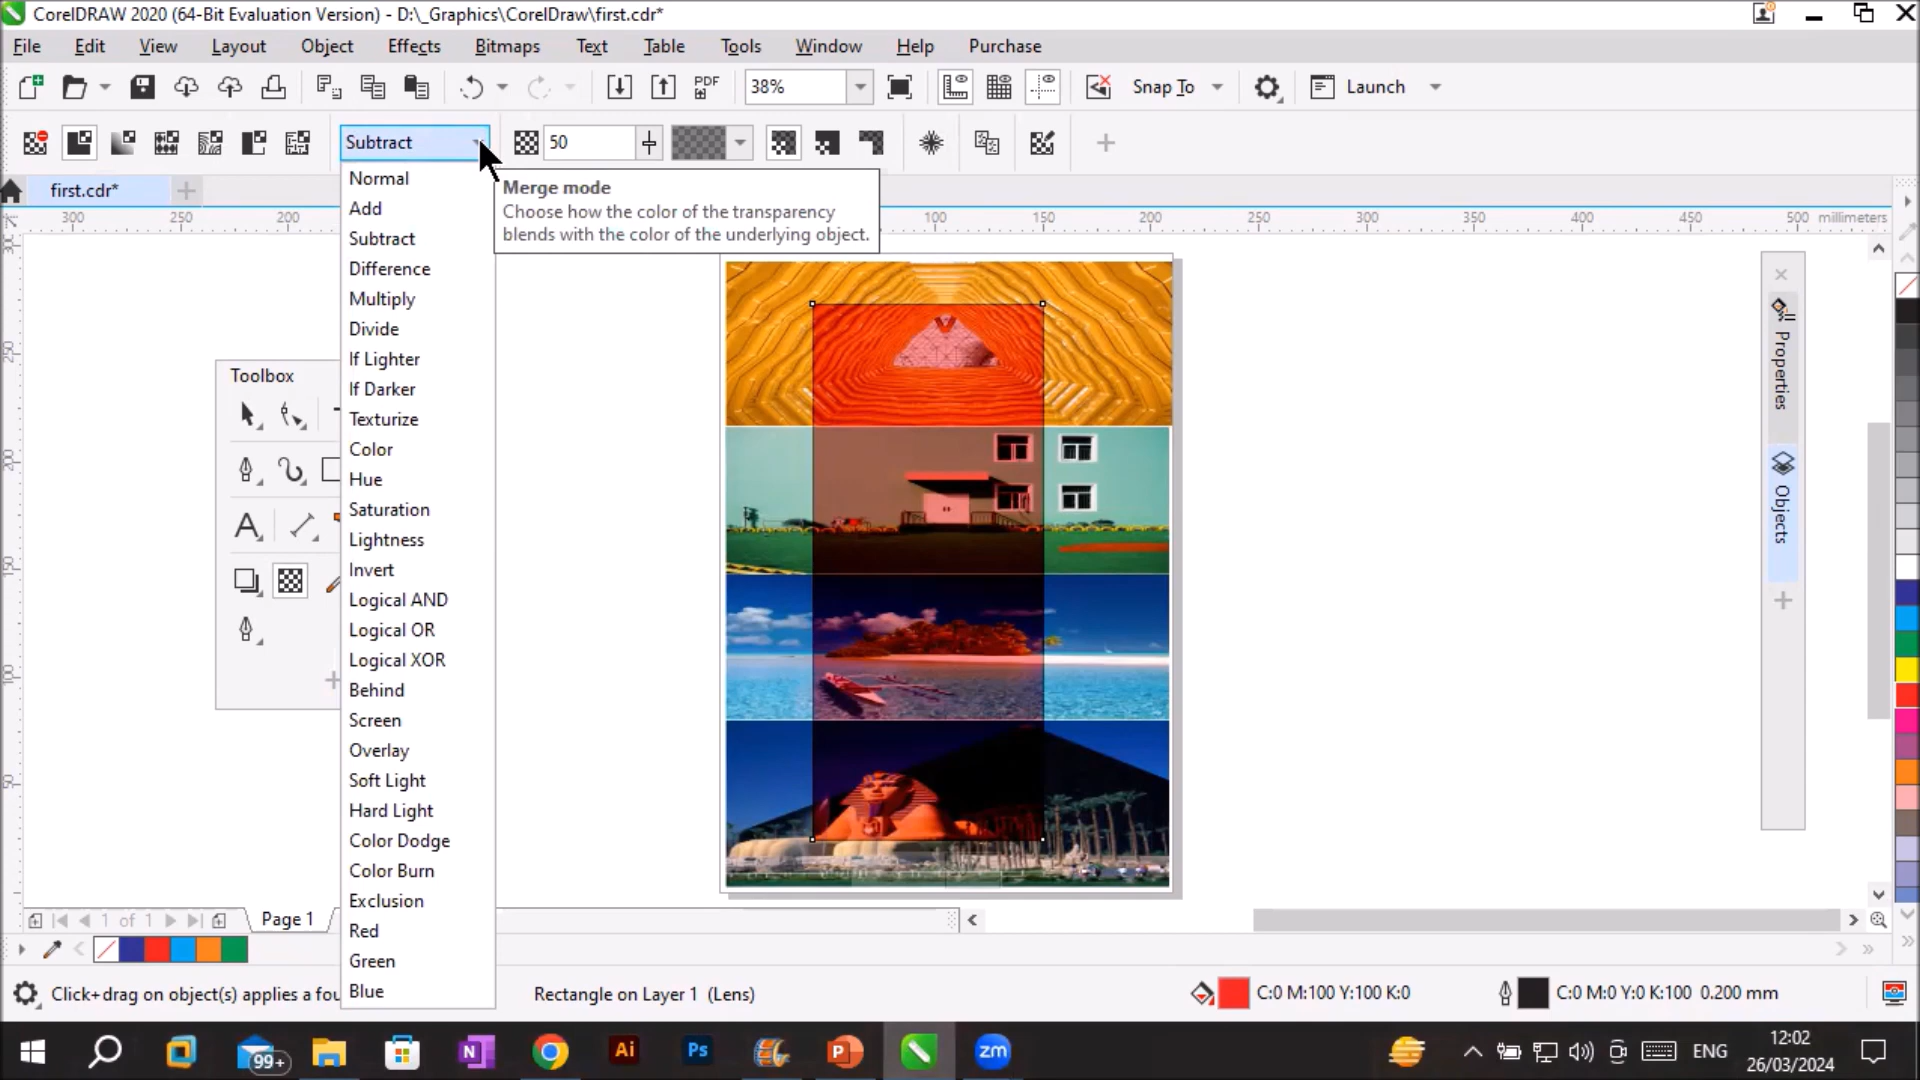 CorelDRAW 2020 (64-Bit Evaluation Version) - D:\_Graphics\CorelDraw\first.cdr*
File Edit View Layout Object Effects Bitmaps Text Table Tools Window Help Purchase
PDF 38% Snap To Launch
Subtract 50
Normal
Merge mode
Choose how the color of the transparency
blends with the color of the underlying object.
first.cdr*
300 250 200 100 150 200 250 300 350 400 450 500 millimeters
Add
Subtract
Difference
Multiply
Divide
If Lighter
If Darker
Texturize
Color
Hue
Saturation
Lightness
Invert
Logical AND
Logical OR
Logical XOR
Behind
Screen
Overlay
Soft Light
Hard Light
Color Dodge
Color Burn
Exclusion
Red
Green
Blue
Toolbox
Properties
Objects
1 of 1 Page 1
Click+drag on object(s) applies a fou
Rectangle on Layer 1 (Lens)
C:0 M:100 Y:100 K:0
C:0 M:0 Y:0 K:100 0.200 mm
99+ Ai Ps zm ENG
12:02
26/03/2024